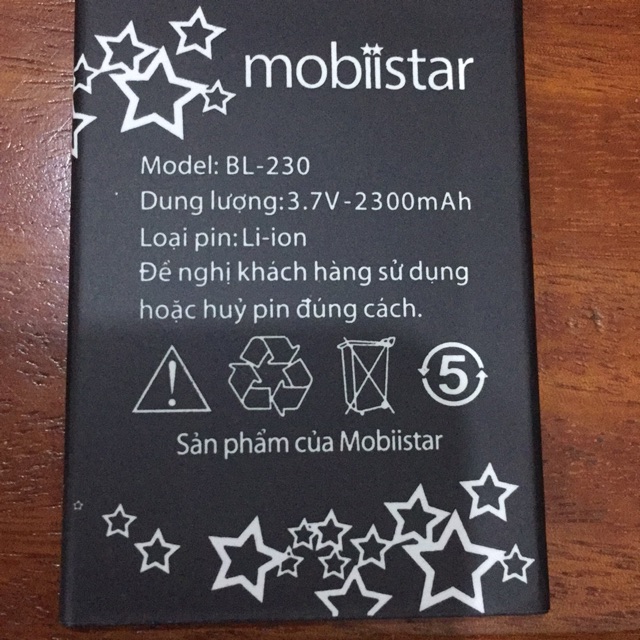 mobiistar
Model: BL-230
Dung lượng:3.7V-2300mAh
Loại pin:Li-ion
Đề nghị khách hàng sử dụng
hoặc huỷ pin đúng cách.
5
Sản phẩm của Mobiistar